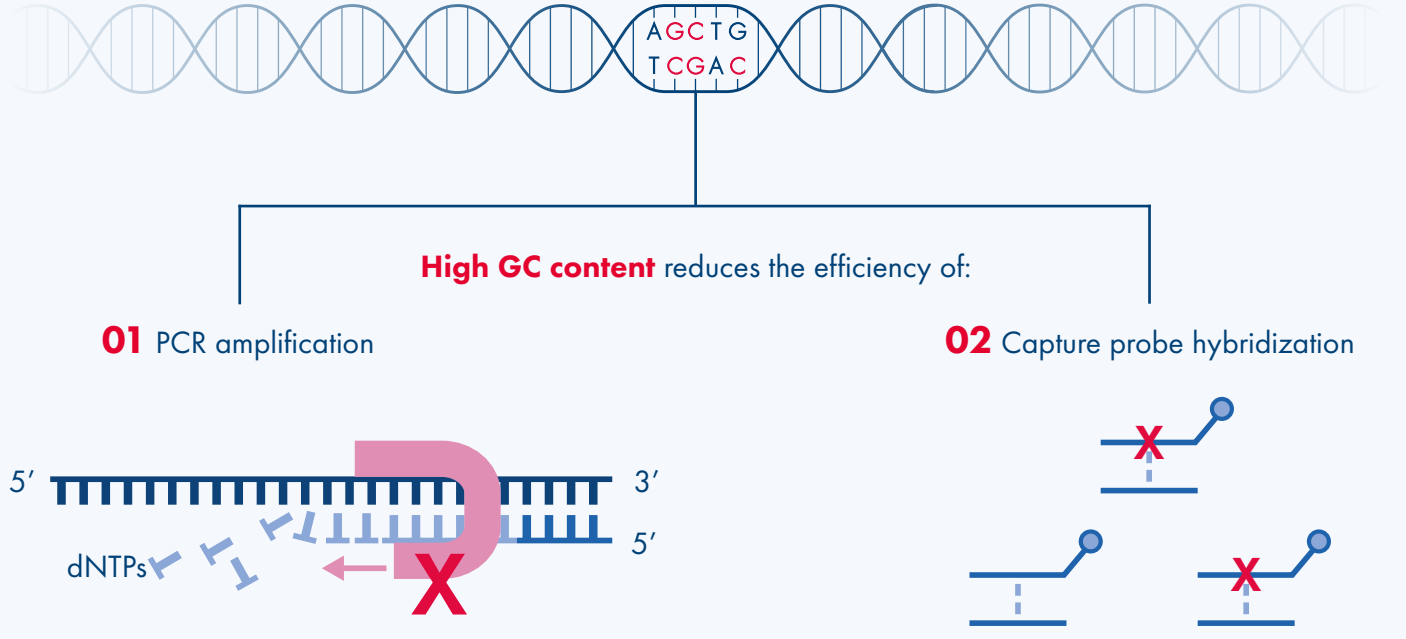 AGCTG
TCGAC
High GC content reduces the efficiency of:
01 PCR amplification
02 Capture probe hybridization
X
5′ 3′
5′
dNTPs
X
X